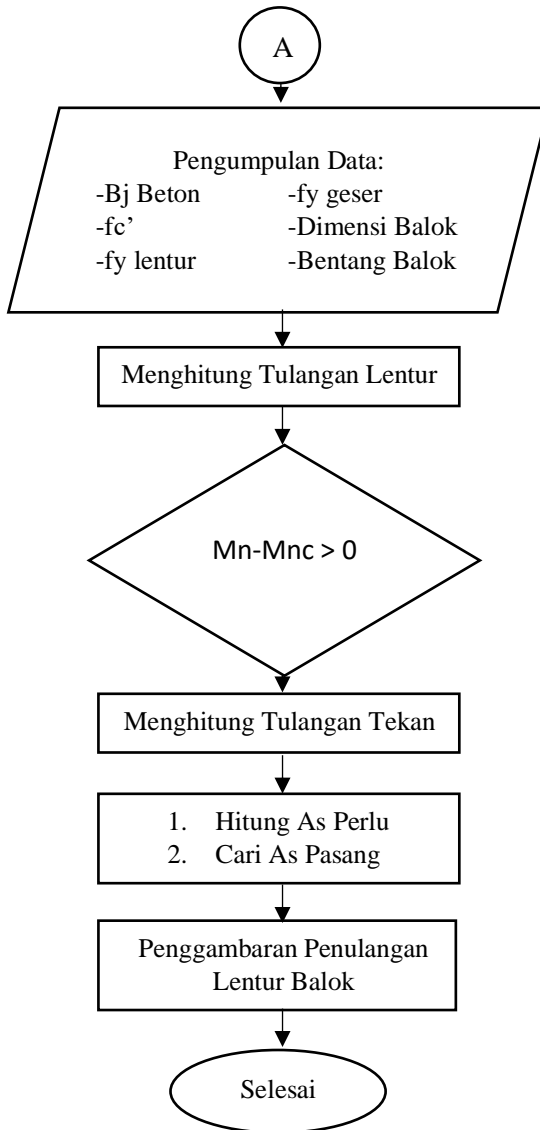 A
Pengumpulan Data:
-Bj Beton -fy geser
-fc’ -Dimensi Balok
-fy lentur -Bentang Balok
Menghitung Tulangan Lentur
Mn-Mnc > 0
Menghitung Tulangan Tekan
1. Hitung As Perlu
2. Cari As Pasang
Penggambaran Penulangan
Lentur Balok
Selesai